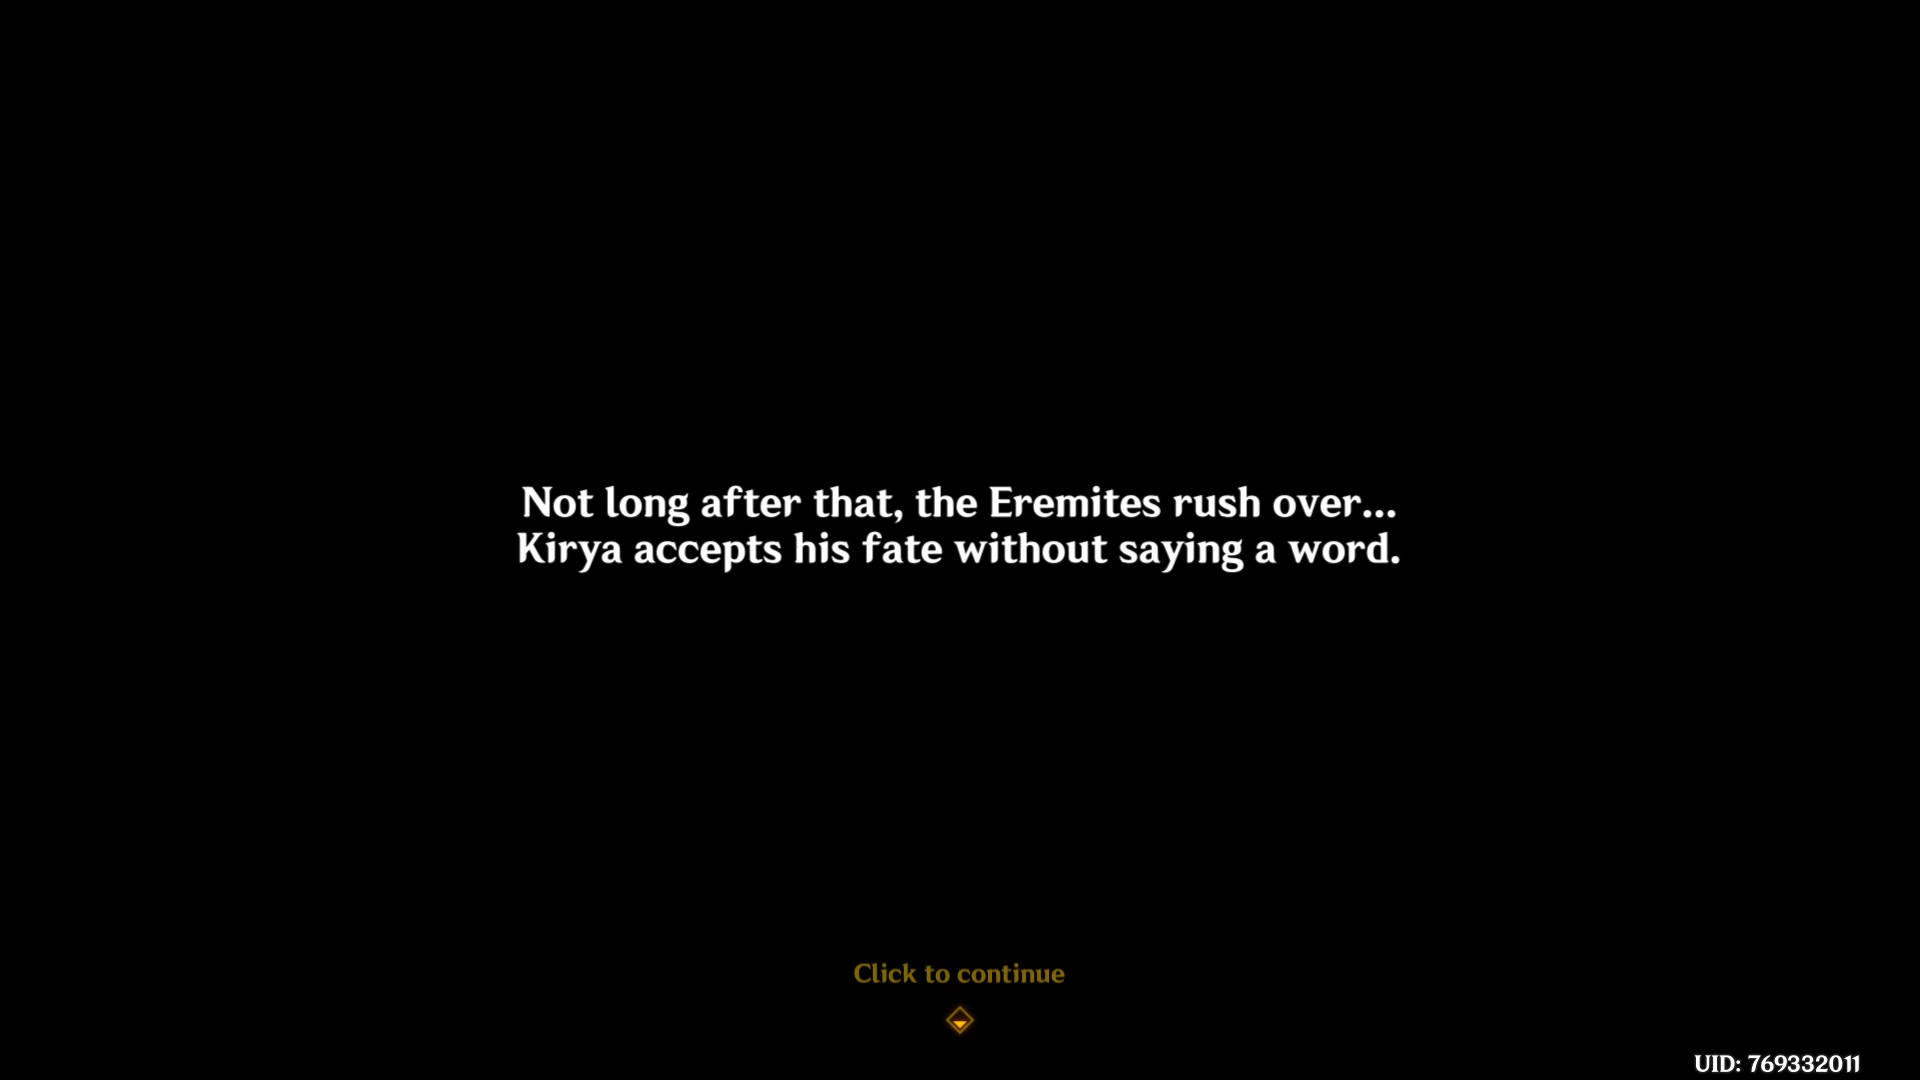 Not long after that, the Eremites rush over...
Kirya accepts his fate without saying a word.
Click to continue
UID: 769332011